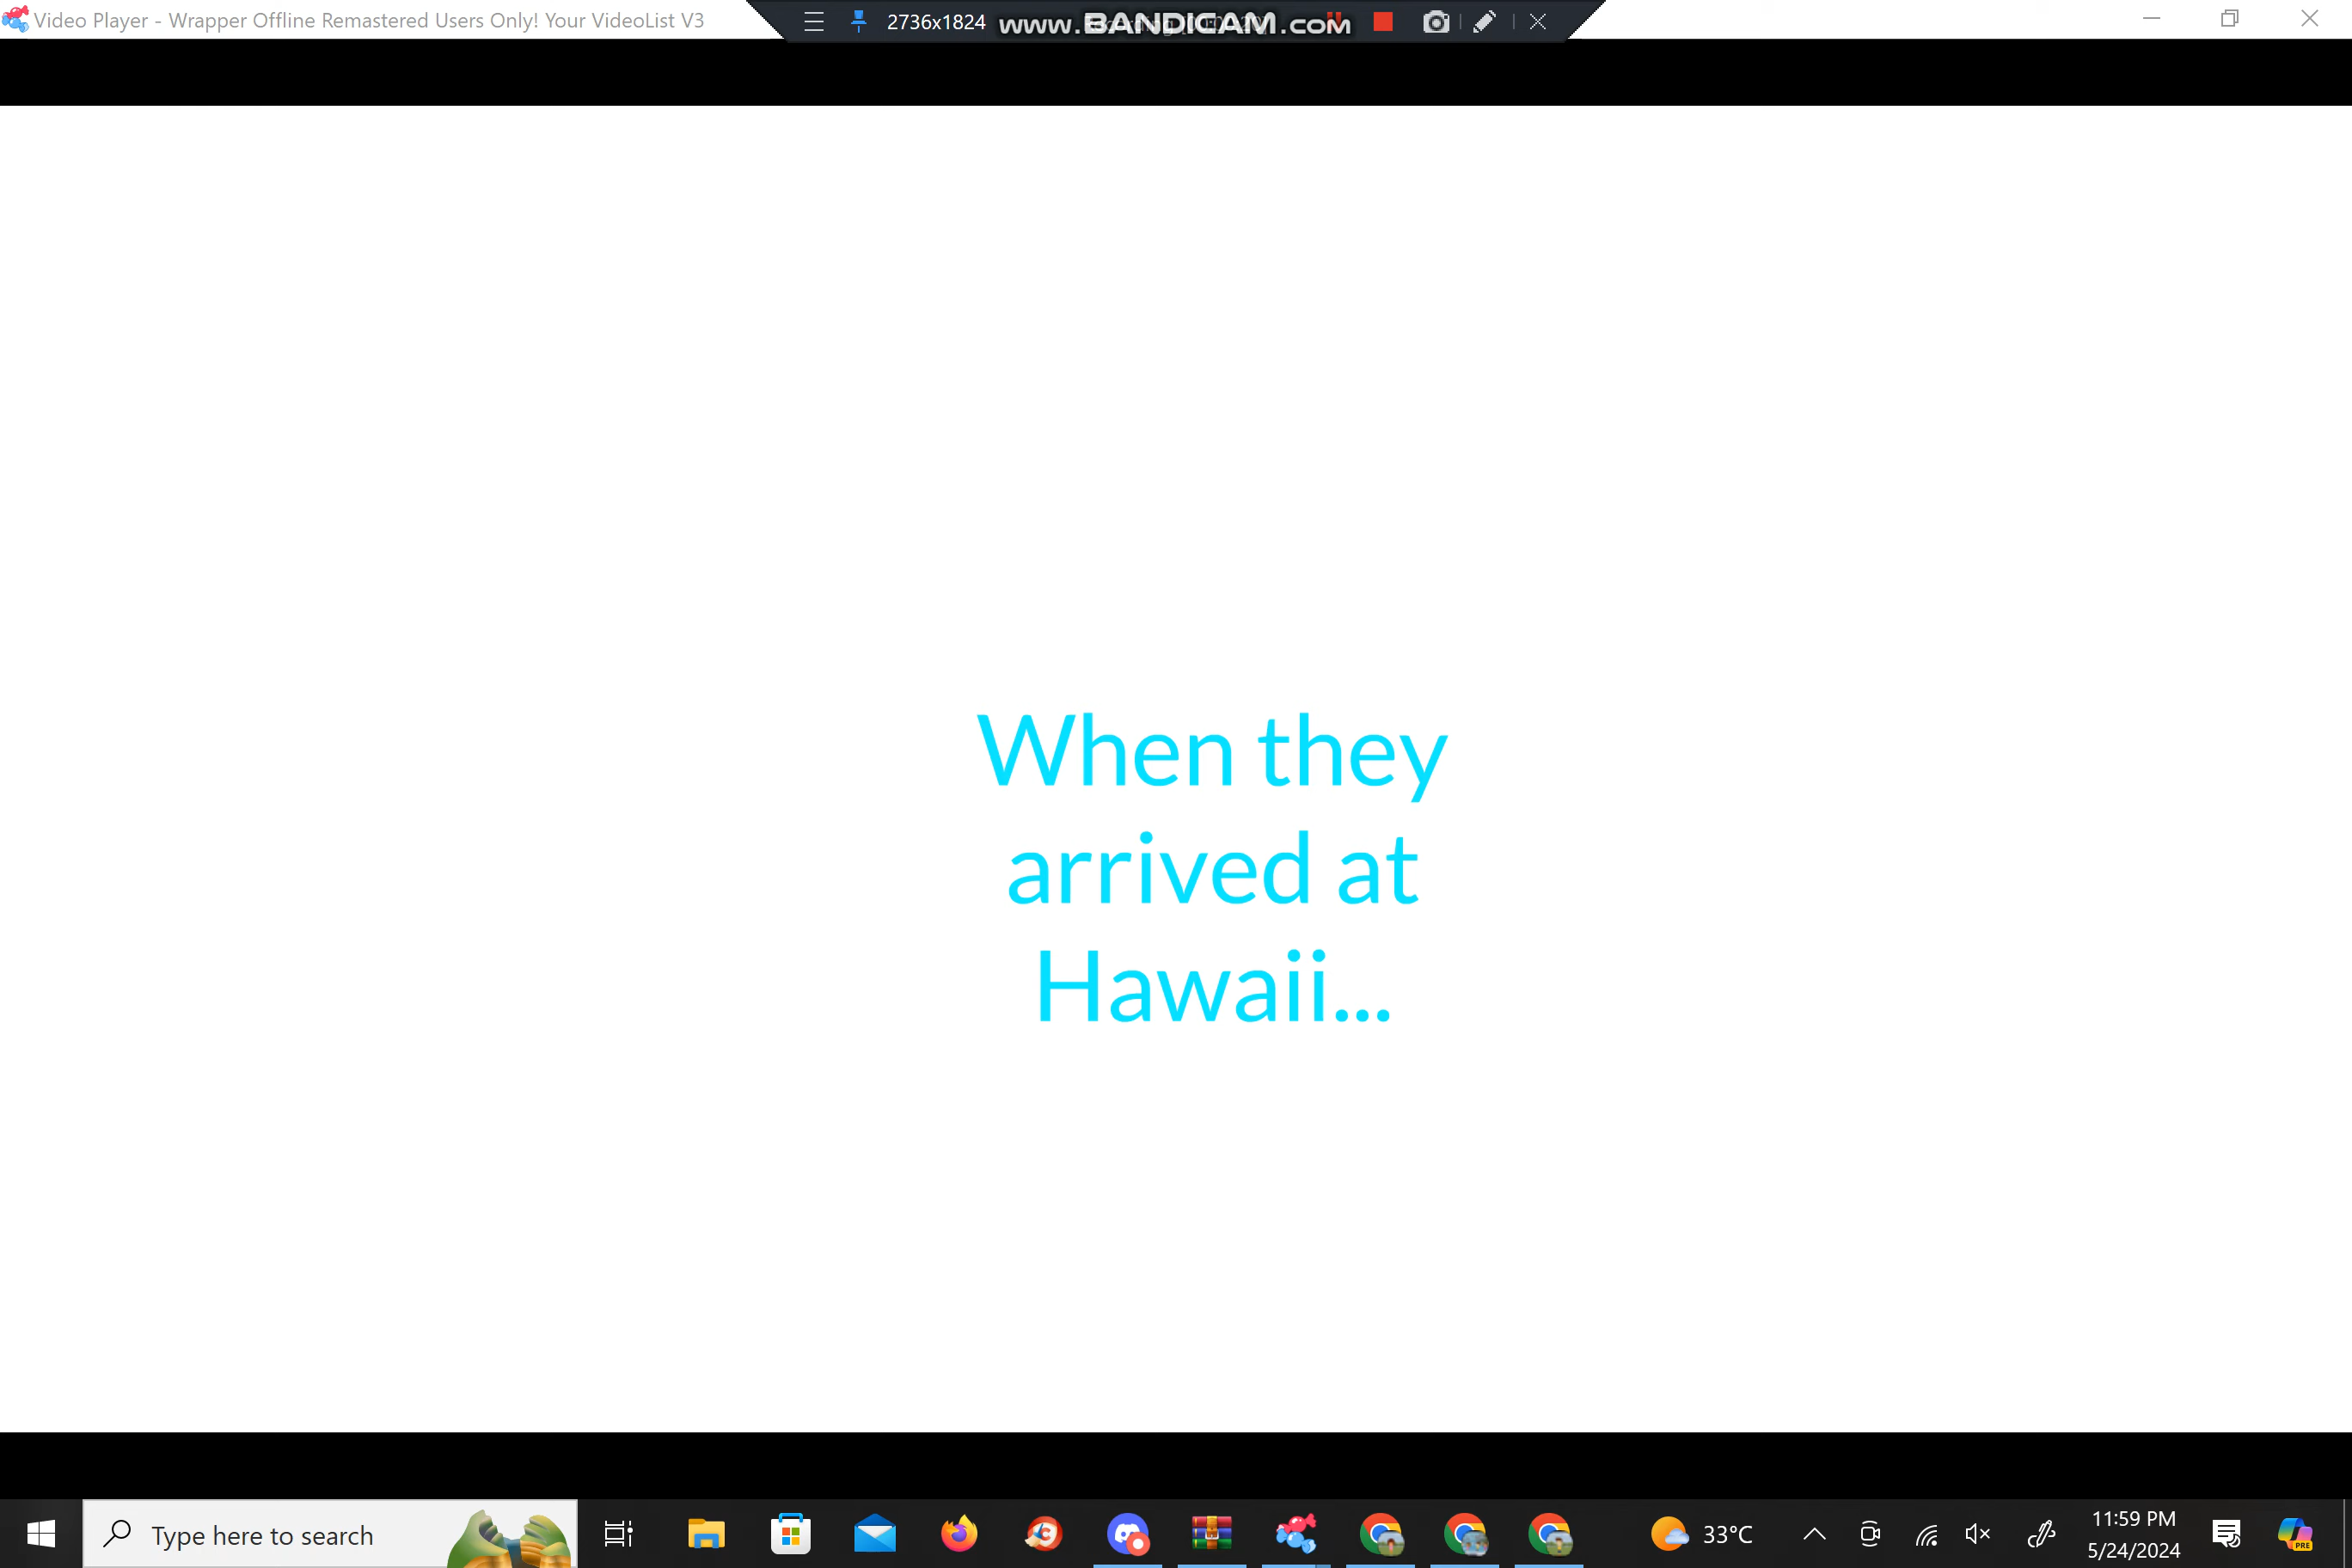 Video Player - Wrapper Offline Remastered Users Only! Your VideoList V3
2736x1824
www.BANDICAM.com
When they
arrived at
Hawaii...
Type here to search
33°C
11:59 PM
5/24/2024
PRE